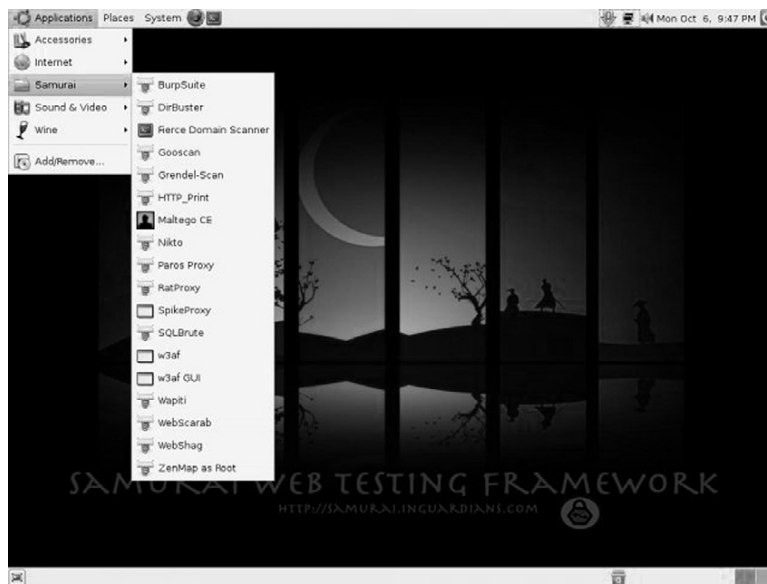 Applications Places System
Mon Oct 6, 9:47 PM
Accessories
Internet
Samurai
Sound & Video
Wine
Add/Remove...
BurpSuite
DirBuster
Fierce Domain Scanner
Gooscan
Grendel-Scan
HTTP_Print
Maltego CE
Nikto
Paros Proxy
RatProxy
SpikeProxy
SQLBrute
w3af
w3af GUI
Wapiti
WebScarab
WebShag
ZenMap as Root
SAMURAI WEB TESTING FRAMEWORK
HTTP://SAMURAI.INGUARDIANS.COM